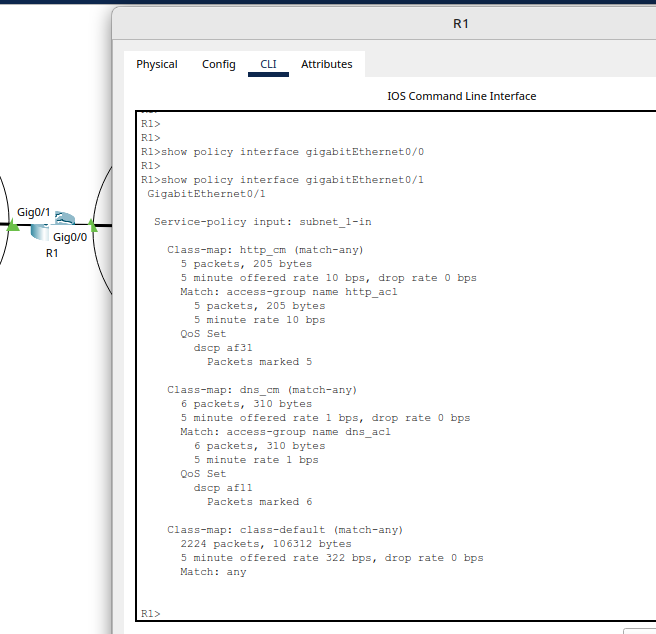 R1
Physical Config CLI Attributes
IOS Command Line Interface
R1>
R1>
R1>show policy interface gigabitEthernet0/0
R1>
R1>show policy interface gigabitEthernet0/1
GigabitEthernet0/1
Service-policy input: subnet_1-in
Class-map: http_cm (match-any)
5 packets, 205 bytes
5 minute offered rate 10 bps, drop rate 0 bps
Match: access-group name http_acl
5 packets, 205 bytes
5 minute rate 10 bps
QoS Set
dscp af31
Packets marked 5
Class-map: dns_cm (match-any)
6 packets, 310 bytes
5 minute offered rate 1 bps, drop rate 0 bps
Match: access-group name dns_acl
6 packets, 310 bytes
5 minute rate 1 bps
QoS Set
dscp af11
Packets marked 6
Class-map: class-default (match-any)
2224 packets, 106312 bytes
5 minute offered rate 322 bps, drop rate 0 bps
Match: any
R1>
Gig0/1
Gig0/0
R1